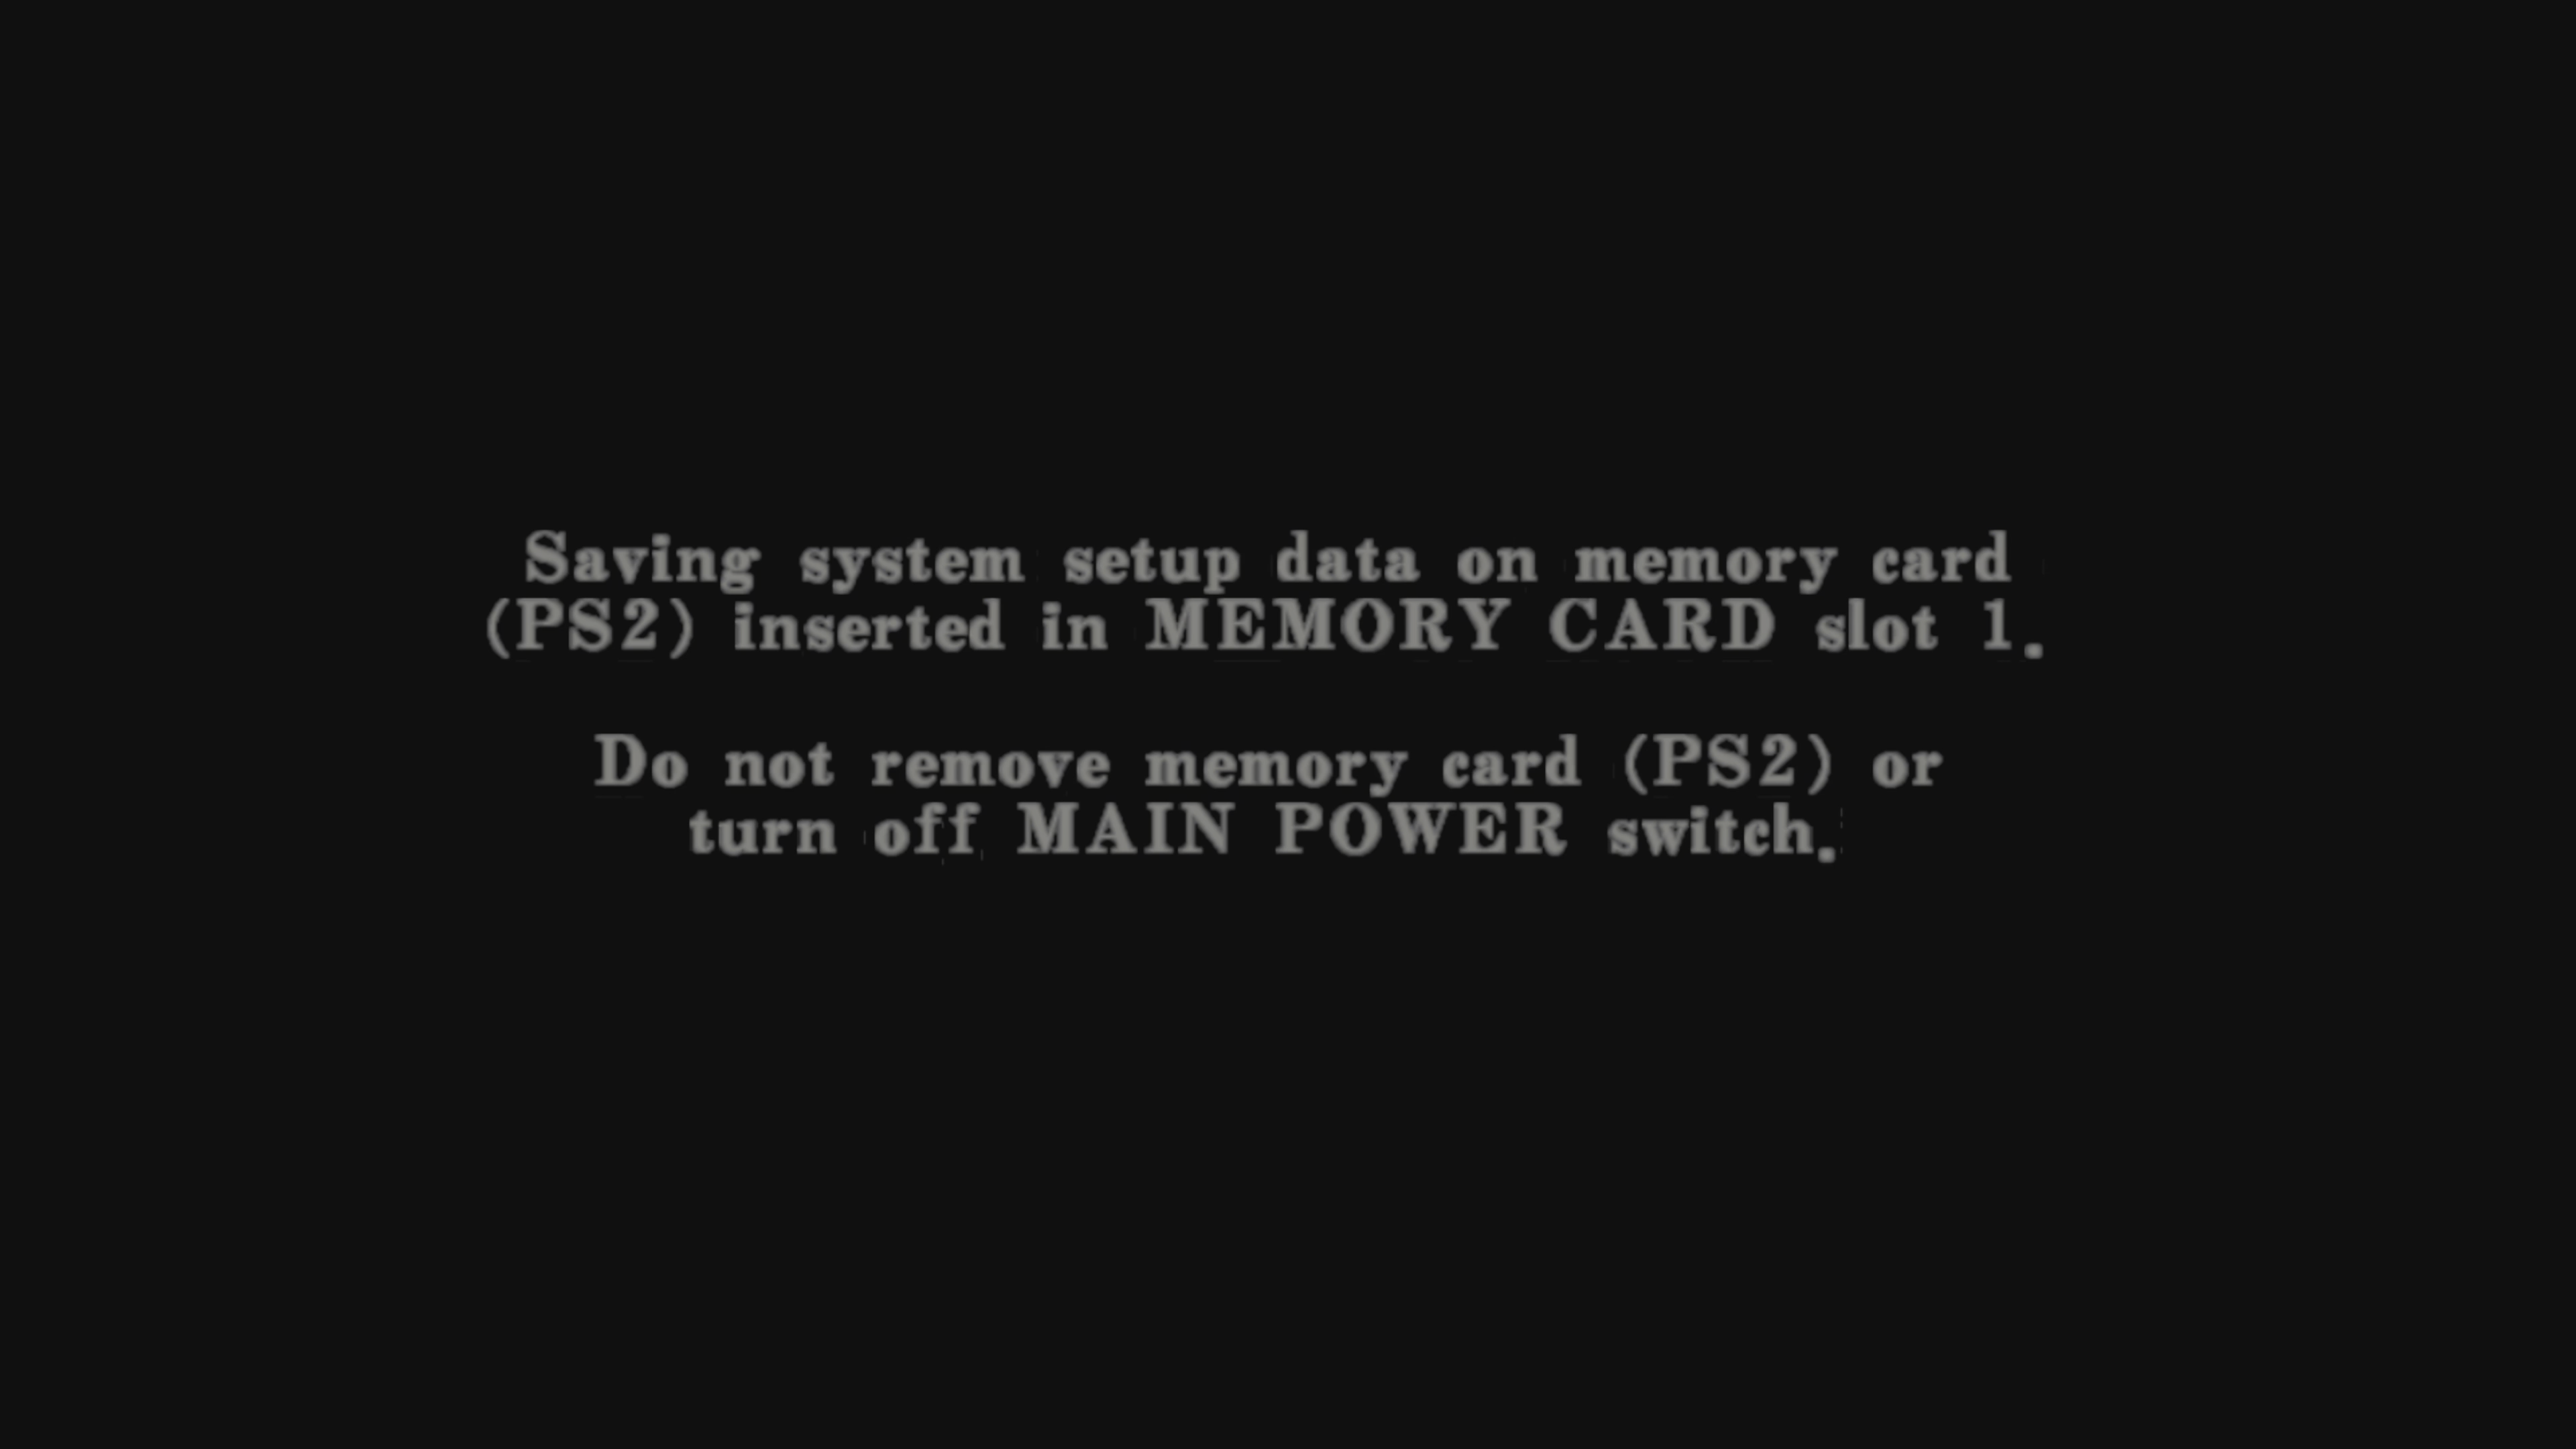 Saving system setup data on memory card
(PS2) inserted in MEMORY CARD slot 1.
Do not remove memory card (PS2) or
turn off MAIN POWER switch.